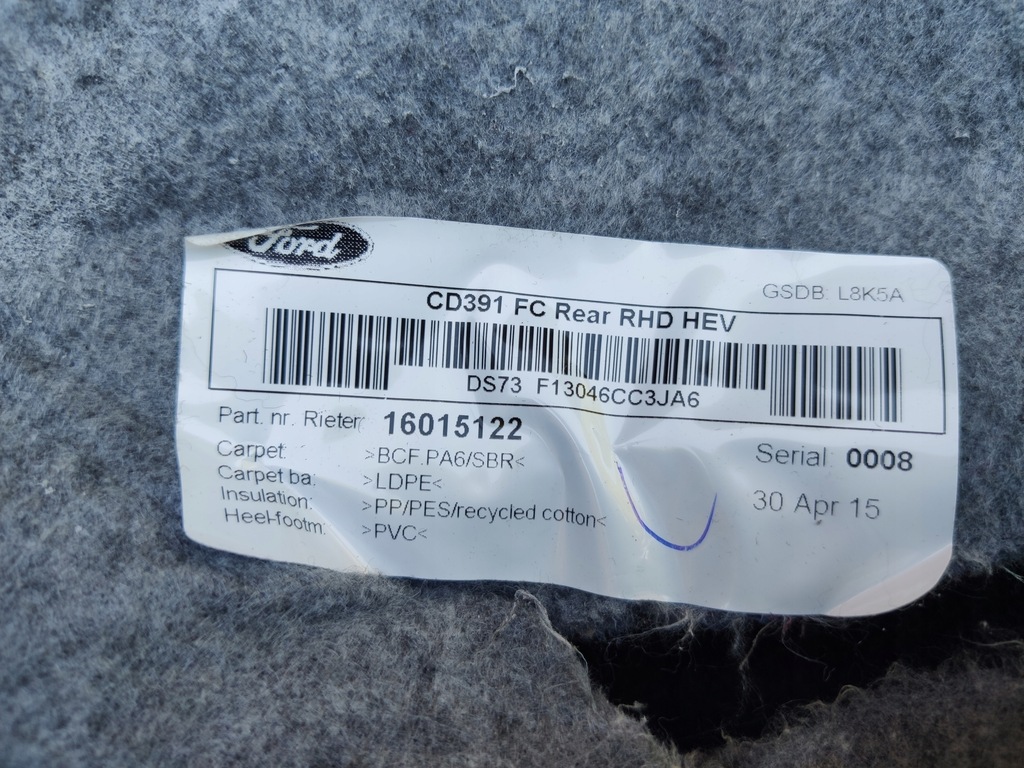 Ford
GSDB: L8K5A
CD391 FC Rear RHD HEV
DS73 F13046CC3JA6
Part. nr. Rieter: 16015122
Carpet: >BCF.PA6/SBR<
Carpet ba: >LDPE<
Insulation: >PP/PES/recycled cotton<
Heel-footm: >PVC<
Serial: 0008
30 Apr 15